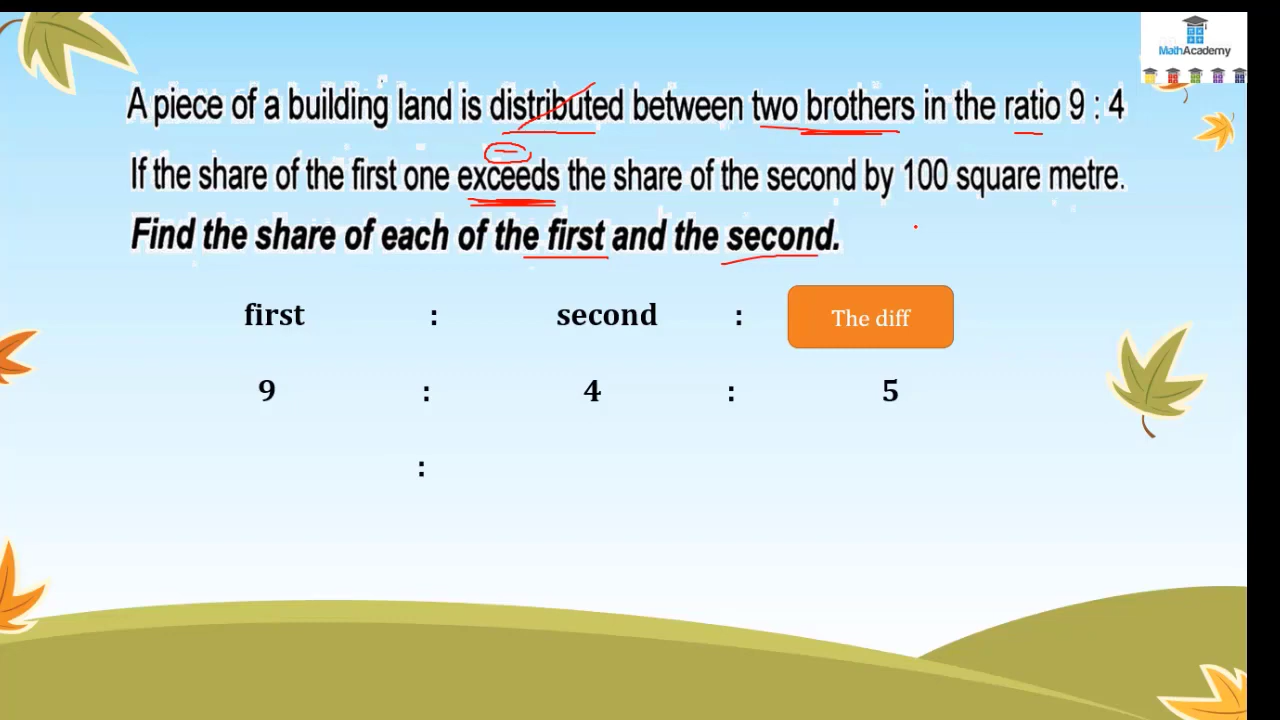 MathAcademy
A piece of a building land is distributed between two brothers in the ratio 9 : 4
If the share of the first one exceeds the share of the second by 100 square metre.
Find the share of each of the first and the second.
first : second : The diff
9 : 4 : 5
: